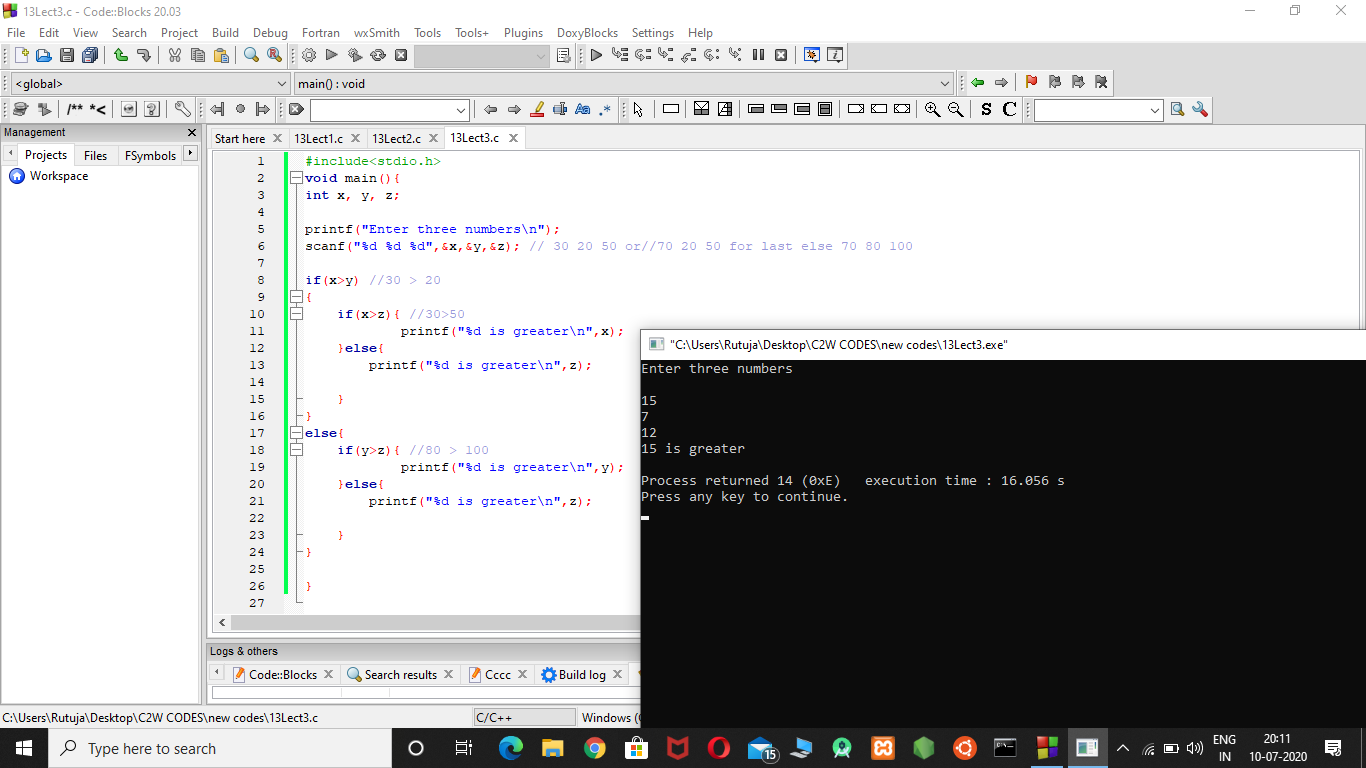 13Lect3.c - Code::Blocks 20.03
File Edit View Search Project Build Debug Fortran wxSmith Tools Tools+ Plugins DoxyBlocks Settings Help
<global> main() : void
/** *< Aa .* S C
Management
Projects Files FSymbols
Workspace
Start here 13Lect1.c 13Lect2.c 13Lect3.c
1 #include<stdio.h>
2 void main(){
3 int x, y, z;
4
5 printf("Enter three numbers\n");
6 scanf("%d %d %d",&x,&y,&z); // 30 20 50 or//70 20 50 for last else 70 80 100
7
8 if(x>y) //30 > 20
9 {
10 if(x>z){ //30>50
11 printf("%d is greater\n",x);
12 }else{
13 printf("%d is greater\n",z);
14
15 }
16 }
17 else{
18 if(y>z){ //80 > 100
19 printf("%d is greater\n",y);
20 }else{
21 printf("%d is greater\n",z);
22
23 }
24 }
25
26 }
27
"C:\Users\Rutuja\Desktop\C2W CODES\new codes\13Lect3.exe"
Enter three numbers
15
7
12
15 is greater
Process returned 14 (0xE) execution time : 16.056 s
Press any key to continue.
Logs & others
Code::Blocks Search results Cccc Build log
C:\Users\Rutuja\Desktop\C2W CODES\new codes\13Lect3.c C/C++ Windows (
Type here to search
15
ENG
IN
20:11
10-07-2020